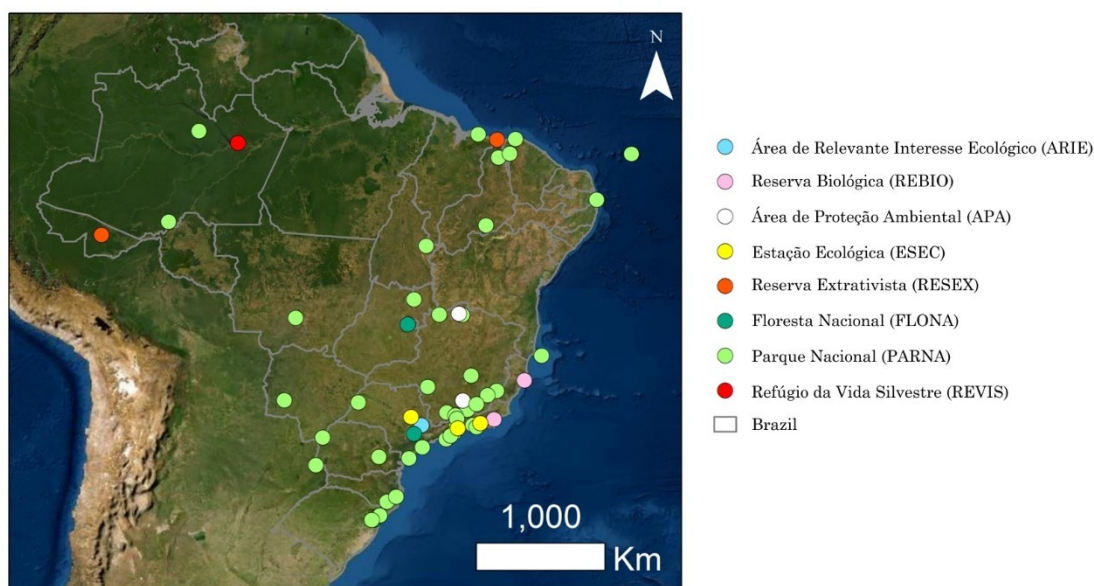 N
Área de Relevante Interesse Ecológico (ARIE)
Reserva Biológica (REBIO)
Área de Proteção Ambiental (APA)
Estação Ecológica (ESEC)
Reserva Extrativista (RESEX)
Floresta Nacional (FLONA)
Parque Nacional (PARNA)
Refúgio da Vida Silvestre (REVIS)
Brazil
1,000
Km